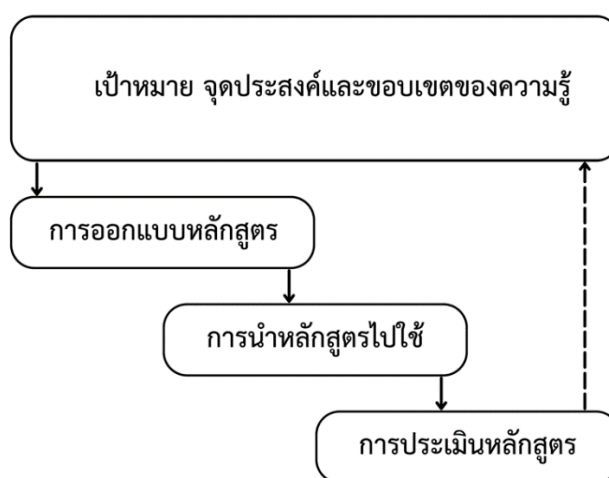 เป้าหมาย จุดประสงค์และขอบเขตของความรู้
การออกแบบหลักสูตร
การนำหลักสูตรไปใช้
การประเมินหลักสูตร